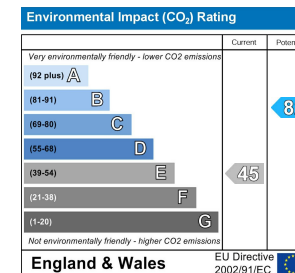 Environmental Impact (CO₂) Rating
Current
Very environmentally friendly - lower CO2 emissions
(92 plus) A
(81-91) B
8
(69-80) C
(55-68) D
(39-54) E
45
(21-38) F
(1-20) G
Not environmentally friendly - higher CO2 emissions
England & Wales
EU Directive
2002/91/EC